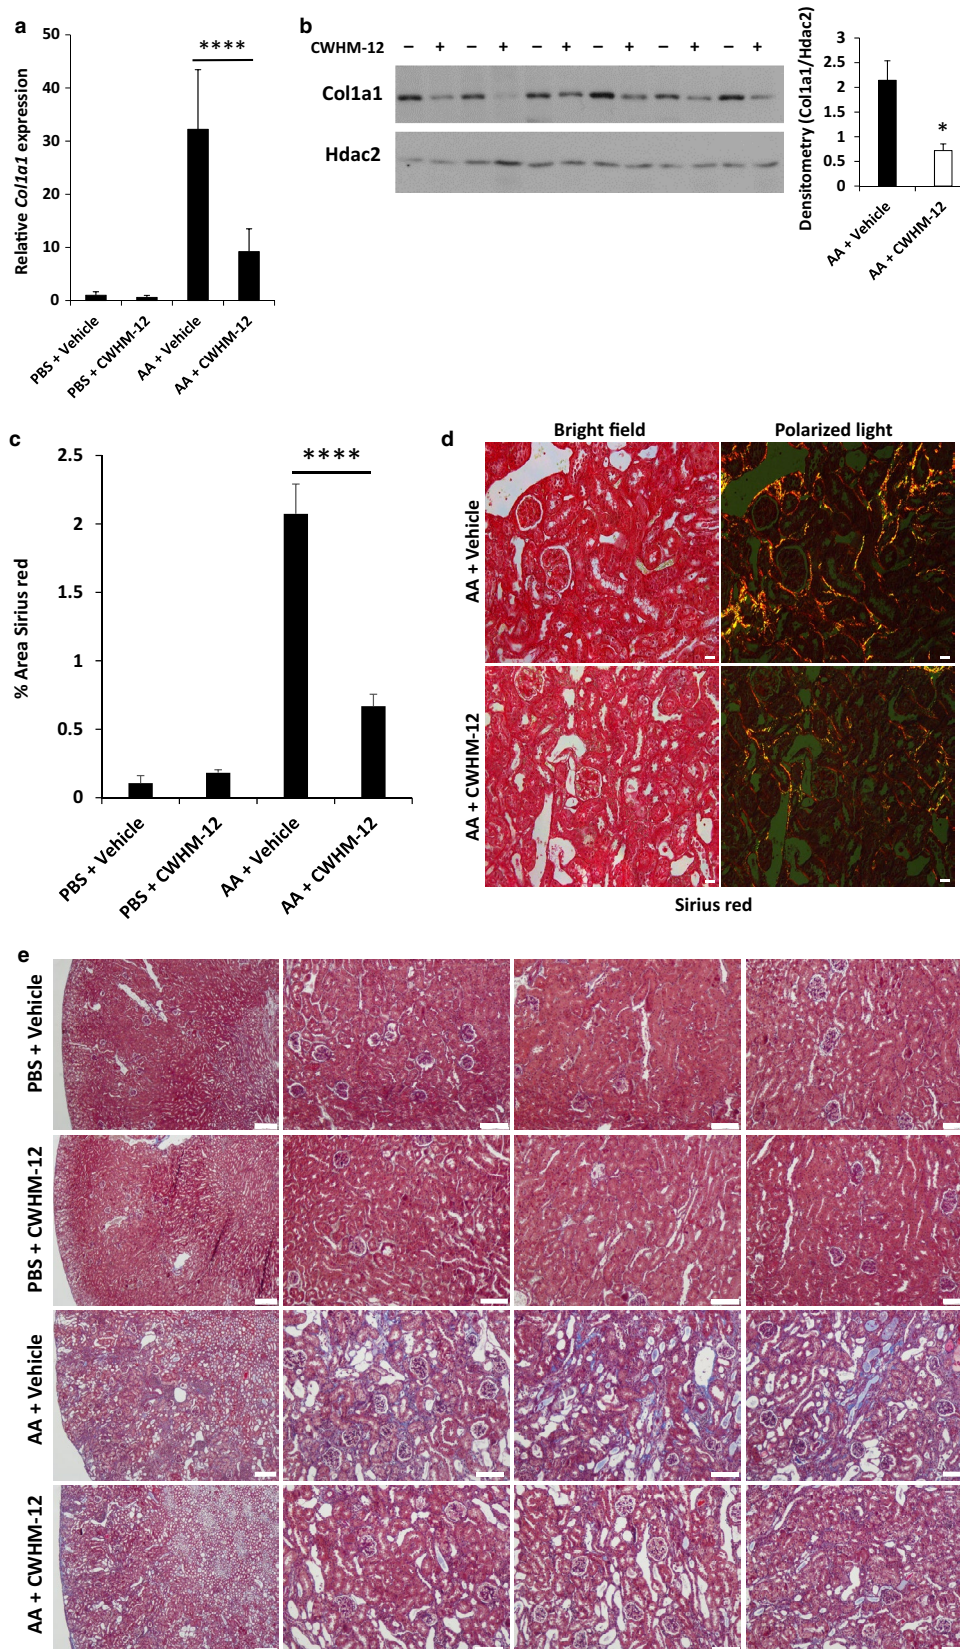 a
Relative Col1a1 expression
50
40
30
20
10
0
****
PBS + Vehicle
PBS + CWHM-12
AA + Vehicle
AA + CWHM-12
b
CWHM-12 – + – + – + – + – + – +
Col1a1
Hdac2
Densitometry (Col1a1/Hdac2)
3
2.5
2
1.5
1
0.5
0
*
AA + Vehicle
AA + CWHM-12
c
% Area Sirius red
2.5
2
1.5
1
0.5
0
****
PBS + Vehicle
PBS + CWHM-12
AA + Vehicle
AA + CWHM-12
d
Bright field Polarized light
AA + Vehicle
AA + CWHM-12
Sirius red
e
PBS + Vehicle
PBS + CWHM-12
AA + Vehicle
AA + CWHM-12